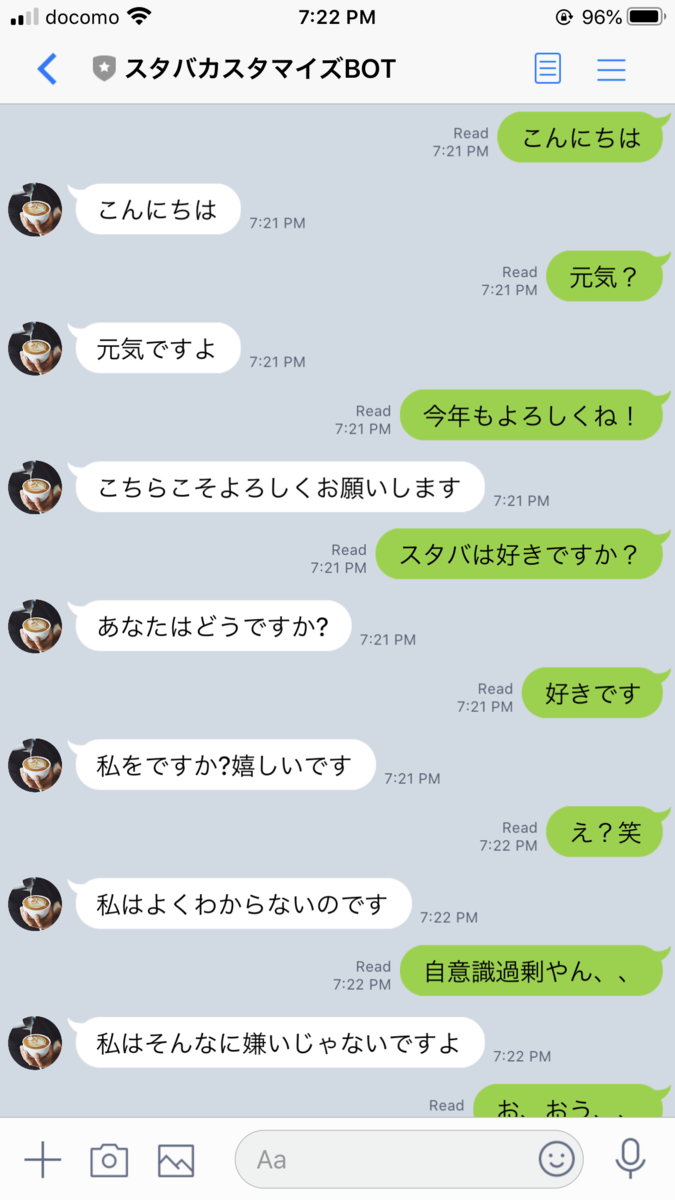 docomo 7:22 PM 96%
スタバカスタマイズBOT
Read
7:21 PM
こんにちは
こんにちは
7:21 PM
Read
7:21 PM
元気？
元気ですよ
7:21 PM
Read
7:21 PM
今年もよろしくね！
こちらこそよろしくお願いします
7:21 PM
Read
7:21 PM
スタバは好きですか？
あなたはどうですか?
7:21 PM
Read
7:21 PM
好きです
私をですか?嬉しいです
7:21 PM
Read
7:22 PM
え？笑
私はよくわからないのです
7:22 PM
Read
7:22 PM
自意識過剰やん、、
私はそんなに嫌いじゃないですよ
7:22 PM
Read
お、おう、、
Aa